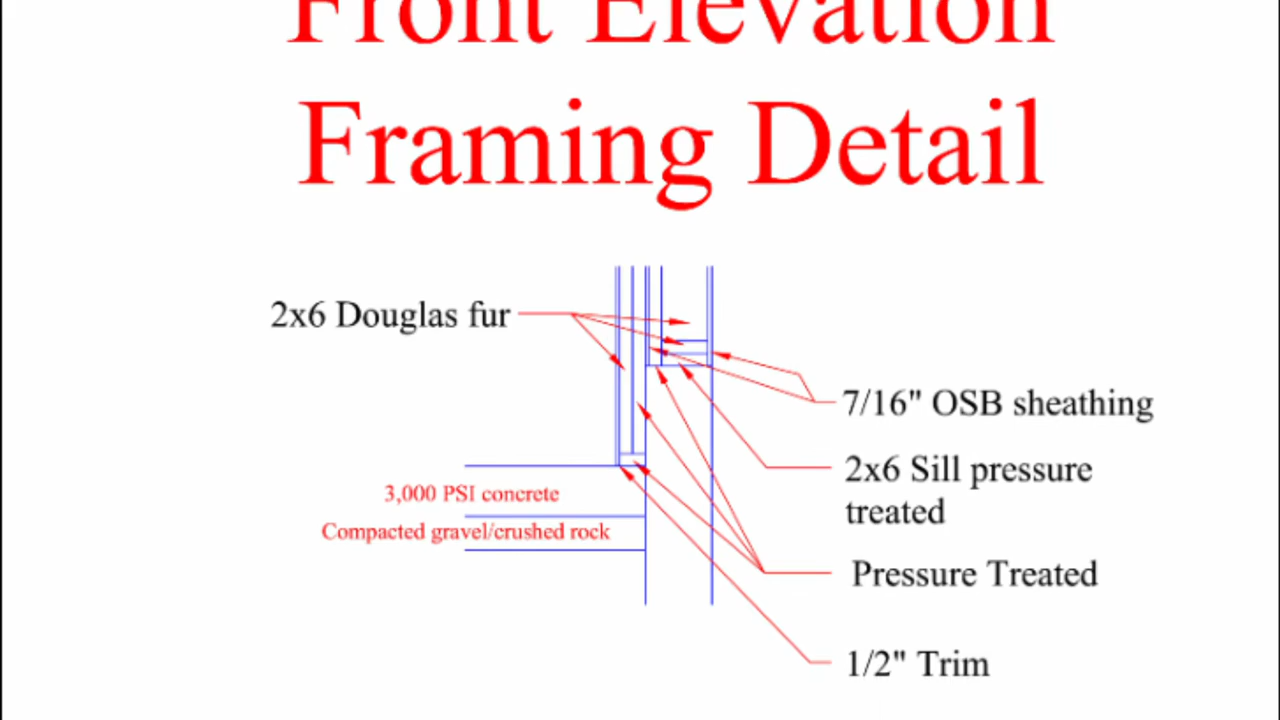 Front Elevation
Framing Detail
2x6 Douglas fur
7/16" OSB sheathing
2x6 Sill pressure
treated
3,000 PSI concrete
Compacted gravel/crushed rock
Pressure Treated
1/2" Trim